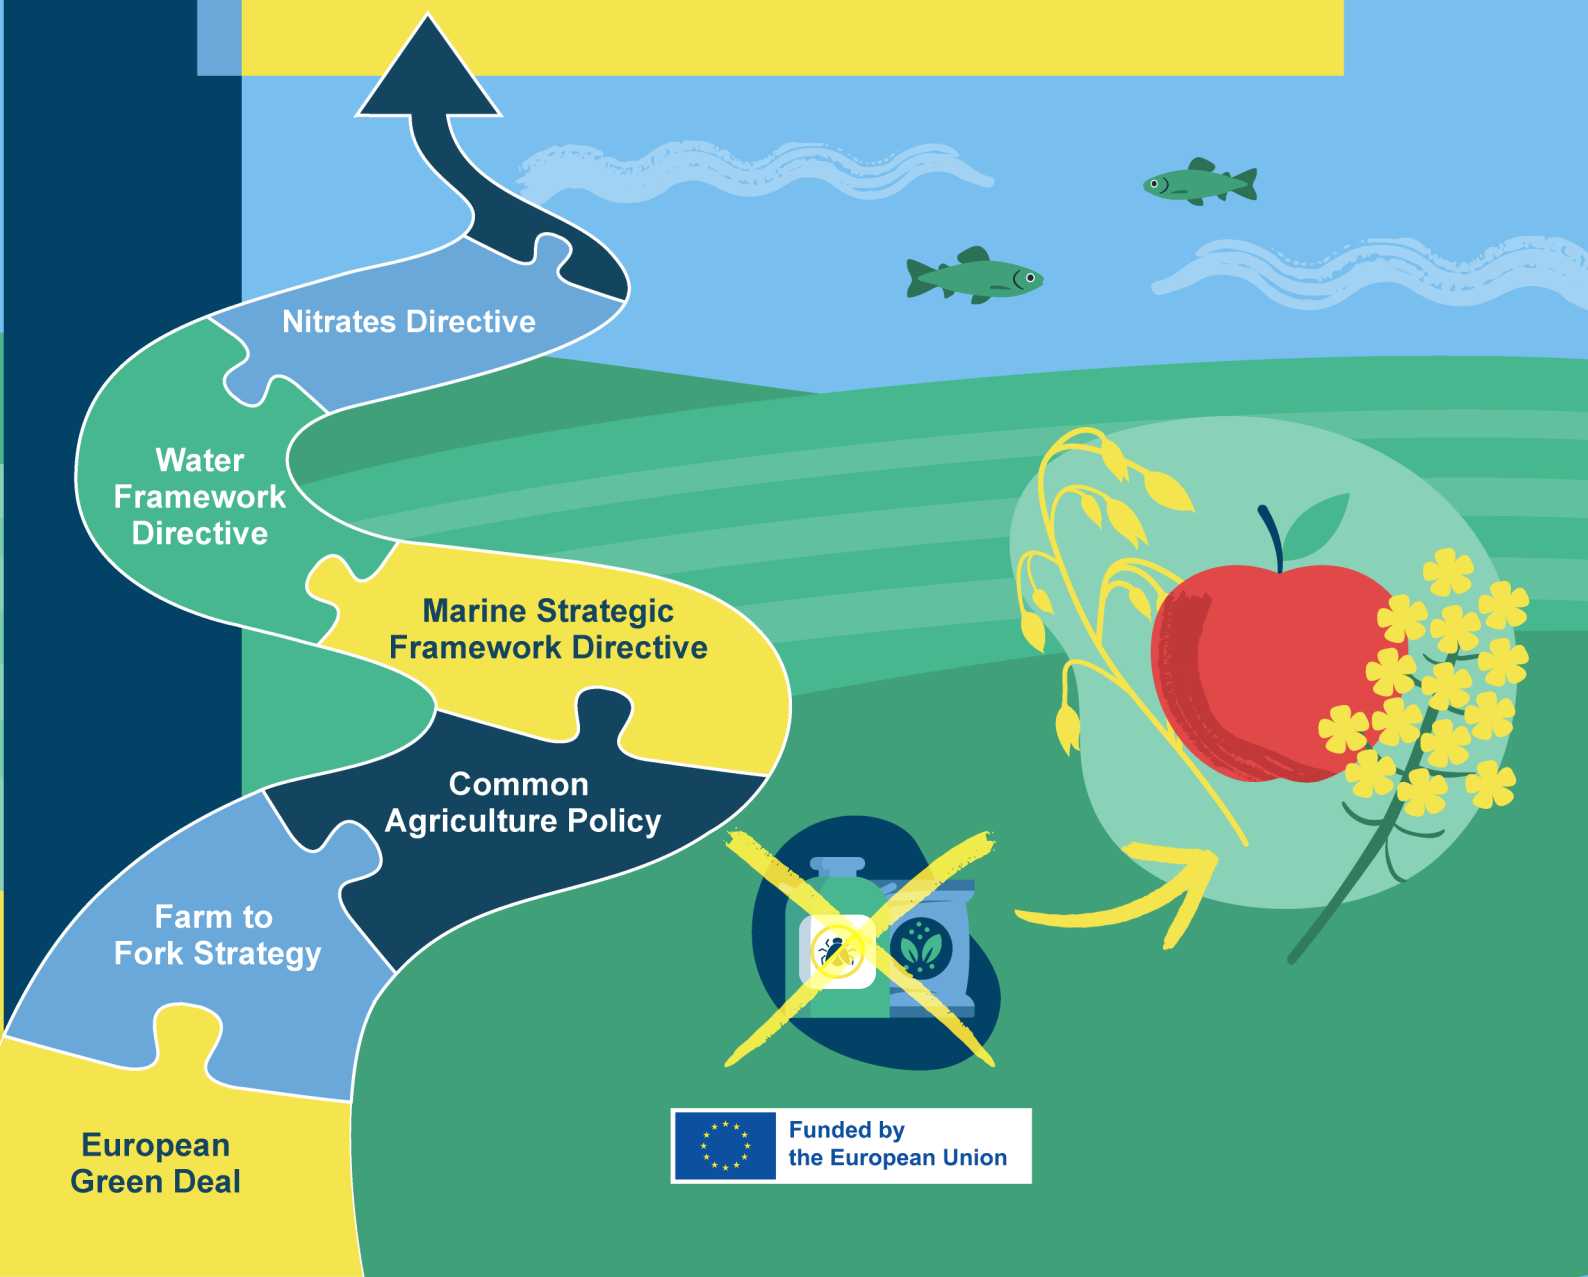 Nitrates Directive
Water
Framework
Directive
Marine Strategic
Framework Directive
Common
Agriculture Policy
Farm to
Fork Strategy
European
Green Deal
Funded by
the European Union